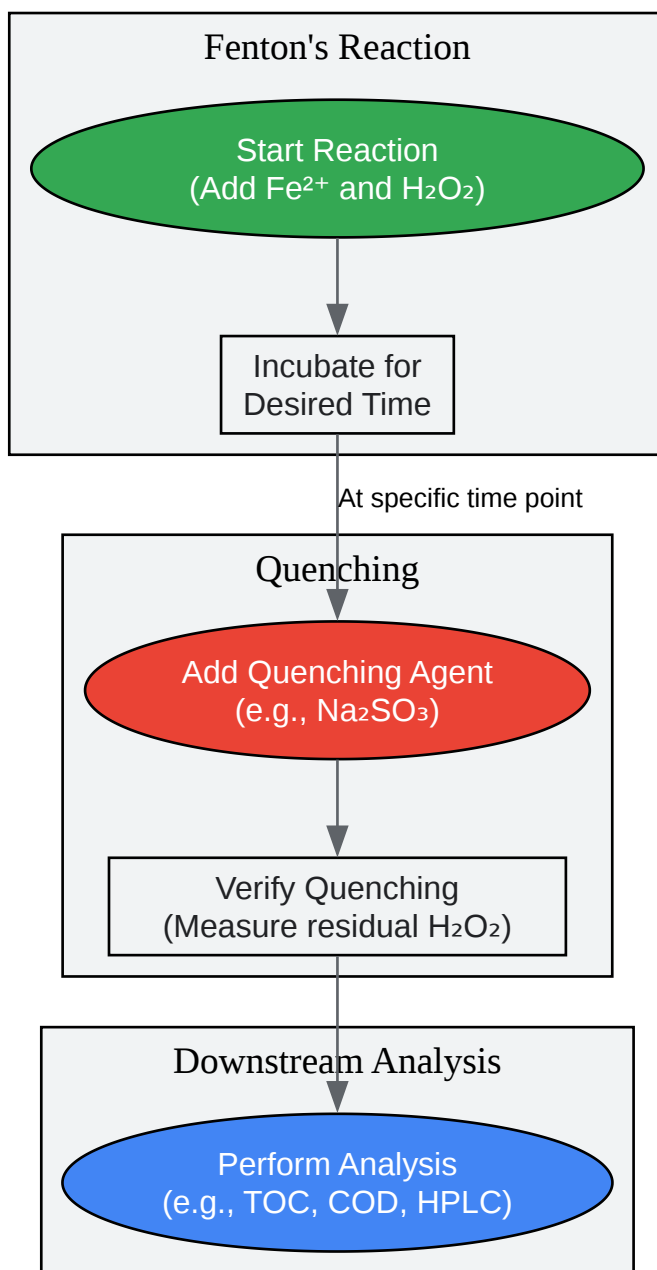 Fenton's Reaction
Start Reaction
(Add Fe²⁺ and H₂O₂)
Incubate for
Desired Time
At specific time point
Quenching
Add Quenching Agent
(e.g., Na₂SO₃)
Verify Quenching
(Measure residual H₂O₂)
Downstream Analysis
Perform Analysis
(e.g., TOC, COD, HPLC)